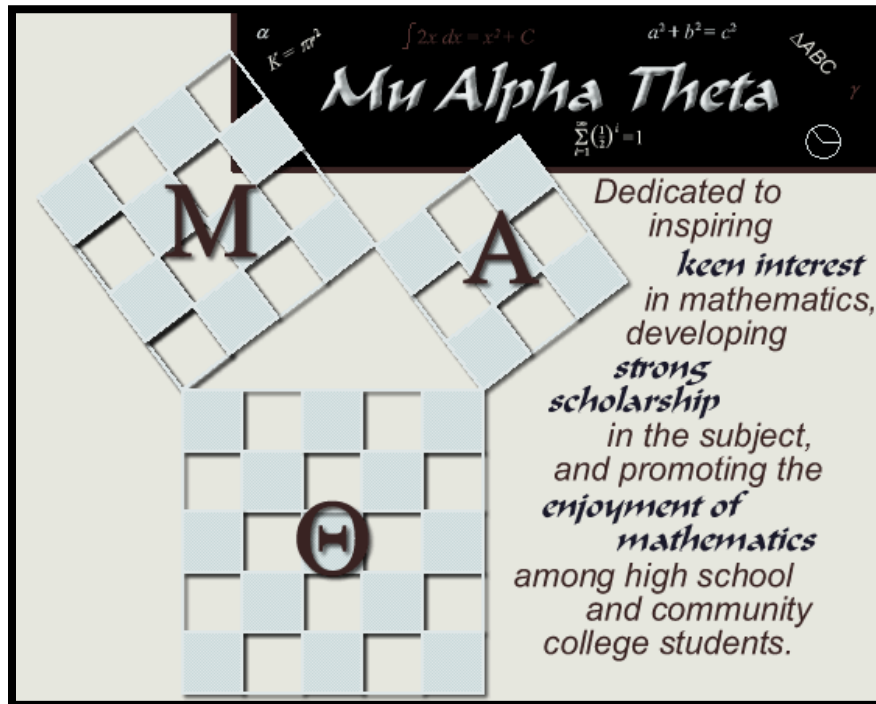 α
K = πr²
∫ 2x dx = x² + C
a² + b² = c²
ΔABC
γ
Mu Alpha Theta
∞
Σ (½)ⁱ = 1
i=1
M
A
Θ
Dedicated to
inspiring
keen interest
in mathematics,
developing
strong
scholarship
in the subject,
and promoting the
enjoyment of
mathematics
among high school
and community
college students.